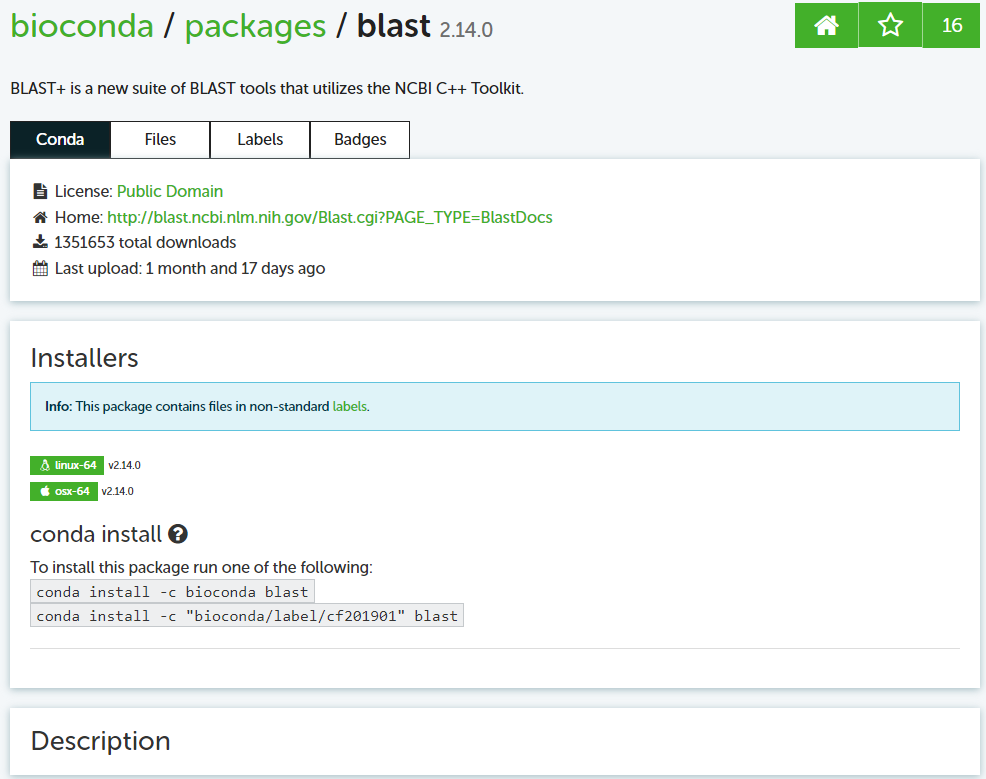 bioconda / packages / blast 2.14.0
16
BLAST+ is a new suite of BLAST tools that utilizes the NCBI C++ Toolkit.
Conda Files Labels Badges
License: Public Domain
Home: http://blast.ncbi.nlm.nih.gov/Blast.cgi?PAGE_TYPE=BlastDocs
1351653 total downloads
Last upload: 1 month and 17 days ago
Installers
Info: This package contains files in non-standard labels.
linux-64 v2.14.0
osx-64 v2.14.0
conda install ?
To install this package run one of the following:
conda install -c bioconda blast
conda install -c "bioconda/label/cf201901" blast
Description